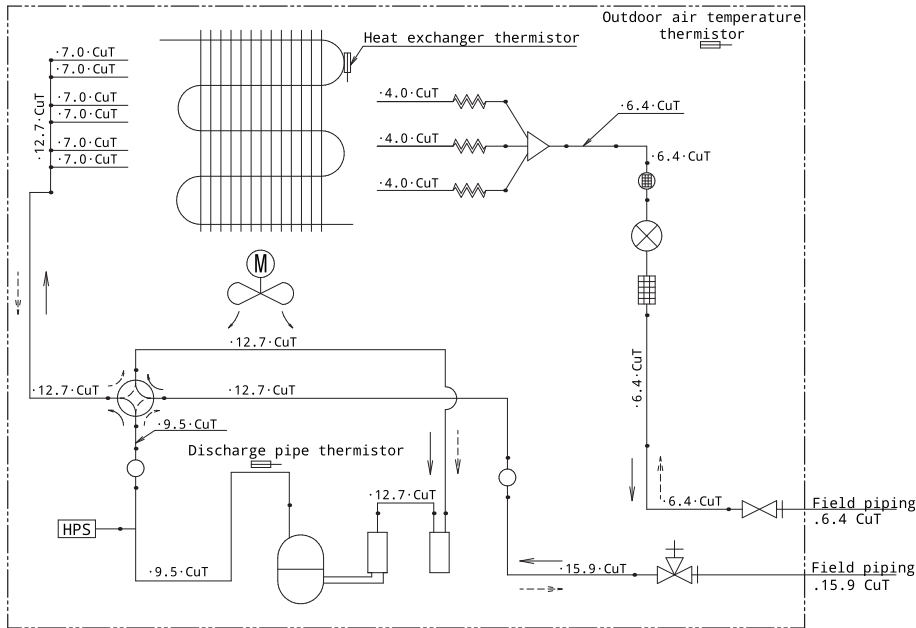 Outdoor air temperature
thermistor
Heat exchanger thermistor
·7.0·CuT
·7.0·CuT
·7.0·CuT
·7.0·CuT
·7.0·CuT
·7.0·CuT
·12.7·CuT
·4.0·CuT
·4.0·CuT
·4.0·CuT
·6.4·CuT
·6.4·CuT
M
·12.7·CuT
·6.4·CuT
·12.7·CuT
·12.7·CuT
·9.5·CuT
Discharge pipe thermistor
·12.7·CuT
·6.4·CuT
Field piping
.6.4 CuT
HPS
·9.5·CuT
·15.9·CuT
Field piping
.15.9 CuT